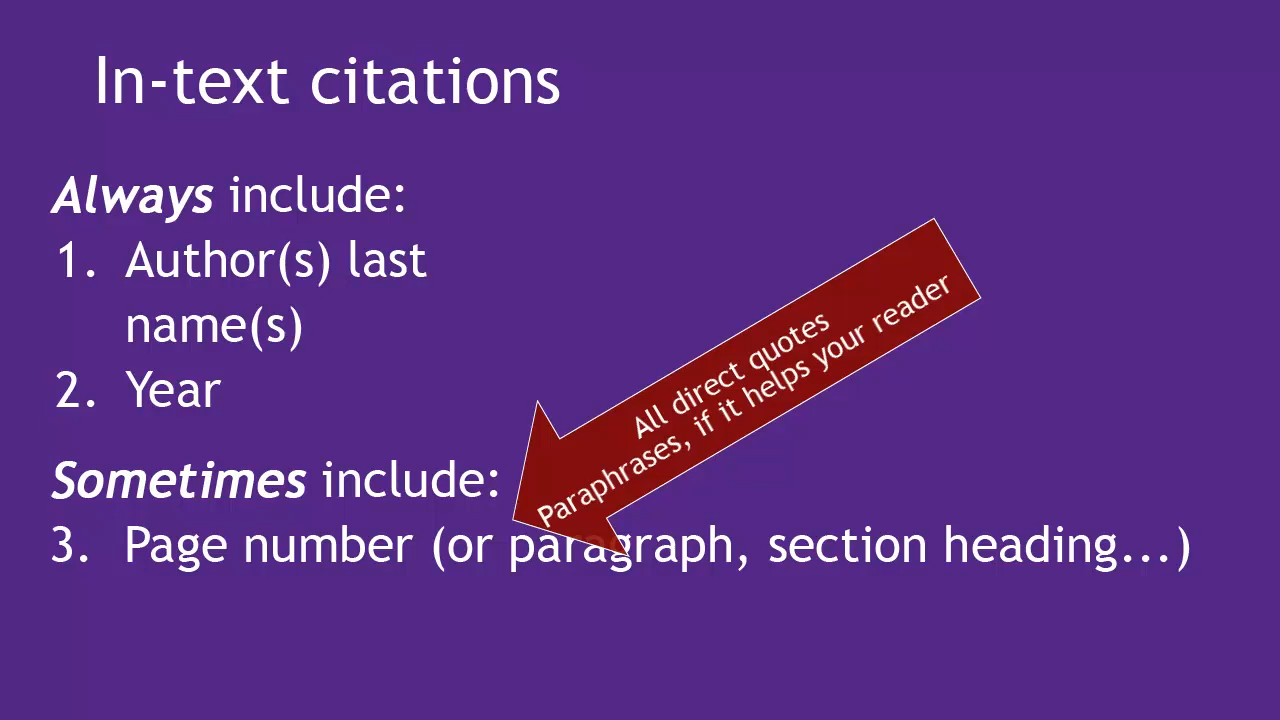 In-text citations
Always include:
1. Author(s) last
name(s)
2. Year
All direct quotes
Paraphrases, if it helps your reader
Sometimes include:
3. Page number (or paragraph, section heading...)